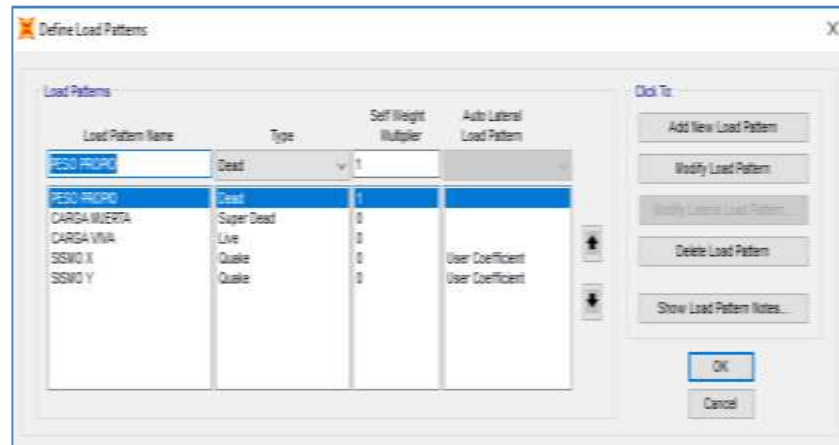 Define Load Patterns
X
Load Patterns
Click To:
Load Pattern Name Type Self Weight Multiplier Auto Lateral Load Pattern
PESO PROPIO Dead 1
PESO PROPIO Dead 1
CARGA MUERTA Super Dead 0
CARGA VIVA Live 0
SISMO X Quake 0 User Coefficient
SISMO Y Quake 0 User Coefficient
Add New Load Pattern
Modify Load Pattern
Modify Lateral Load Pattern...
Delete Load Pattern
Show Load Pattern Notes...
OK
Cancel